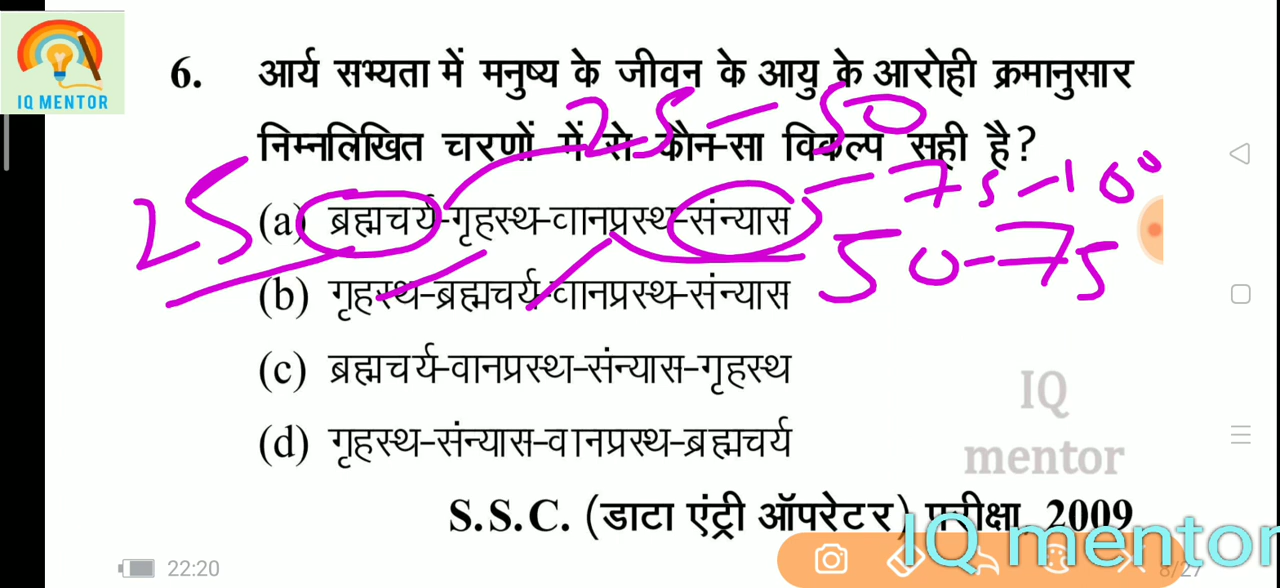 IQ MENTOR
6. आर्य सभ्यता में मनुष्य के जीवन के आयु के आरोही क्रमानुसार
निम्नलिखित चरणों में से कौन-सा विकल्प सही है?
25-50
25
75-100
(a) ब्रह्मचर्य-गृहस्थ-वानप्रस्थ-संन्यास
50-75
(b) गृहस्थ-ब्रह्मचर्य-वानप्रस्थ-संन्यास
(c) ब्रह्मचर्य-वानप्रस्थ-संन्यास-गृहस्थ
(d) गृहस्थ-संन्यास-वानप्रस्थ-ब्रह्मचर्य
IQ
mentor
S.S.C. (डाटा एंट्री ऑपरेटर) परीक्षा, 2009
IQ mentor
22:20
8/27